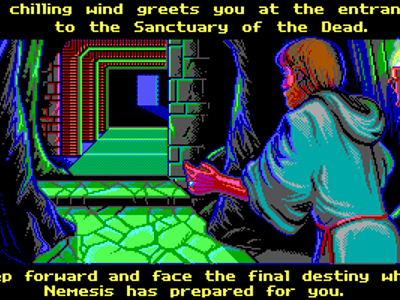 chilling wind greets you at the entran
to the Sanctuary of the Dead.
ep forward and face the final destiny wh
Nemesis has prepared for you.